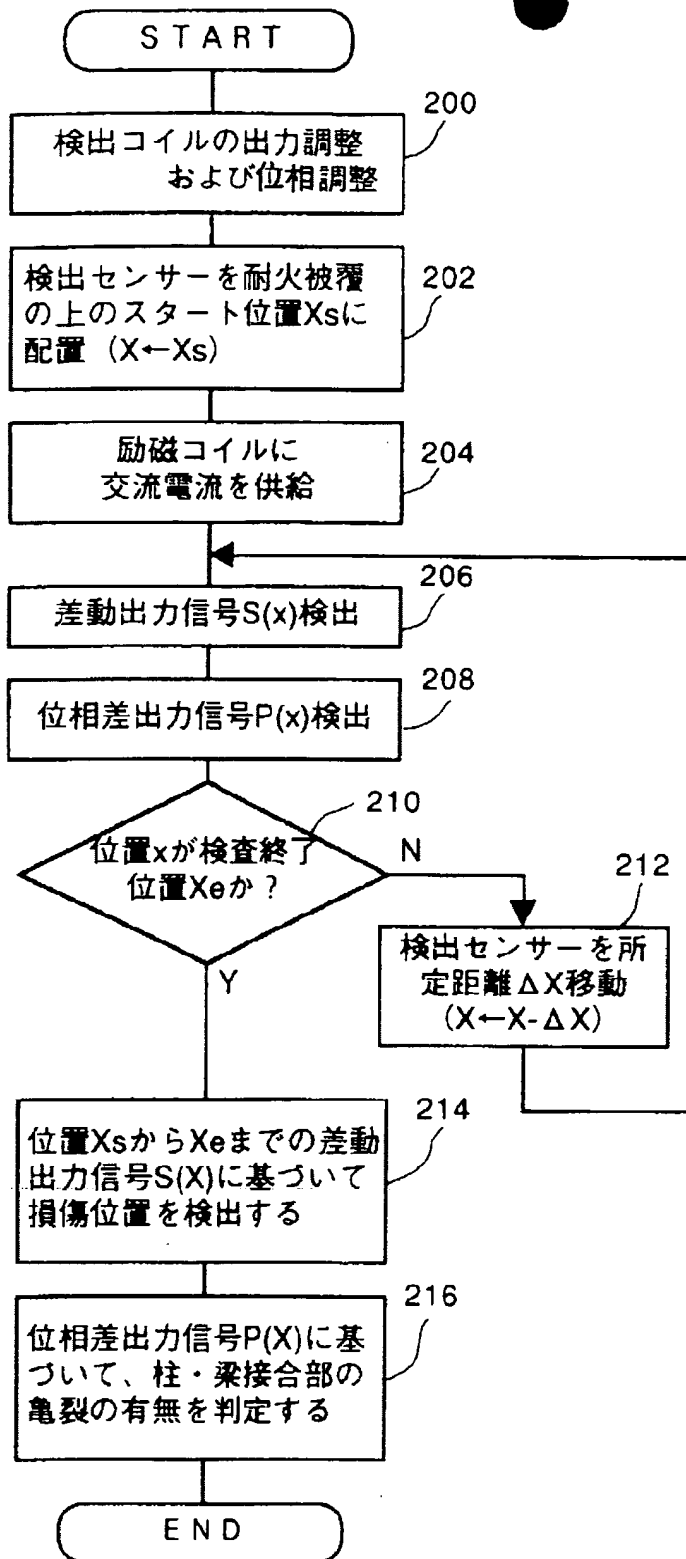 START
200
検出コイルの出力調整
および位相調整
202
検出センサーを耐火被覆
の上のスタート位置Xsに
配置（X←Xs）
204
励磁コイルに
交流電流を供給
206
差動出力信号S(x)検出
208
位相差出力信号P(x)検出
210
位置xが検査終了
位置Xeか？
N
Y
212
検出センサーを所
定距離ΔX移動
(X←X-ΔX)
214
位置XsからXeまでの差動
出力信号S(X)に基づいて
損傷位置を検出する
216
位相差出力信号P(X)に基
づいて、柱・梁接合部の
亀裂の有無を判定する
END